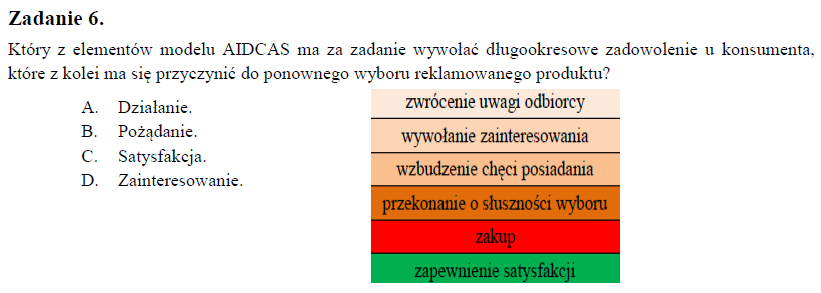 Zadanie 6.
Który z elementów modelu AIDCAS ma za zadanie wywołać długookresowe zadowolenie u konsumenta,
które z kolei ma się przyczynić do ponownego wyboru reklamowanego produktu?
A. Działanie.
B. Pożądanie.
C. Satysfakcja.
D. Zainteresowanie.
zwrócenie uwagi odbiorcy
wywołanie zainteresowania
wzbudzenie chęci posiadania
przekonanie o słuszności wyboru
zakup
zapewnienie satysfakcji